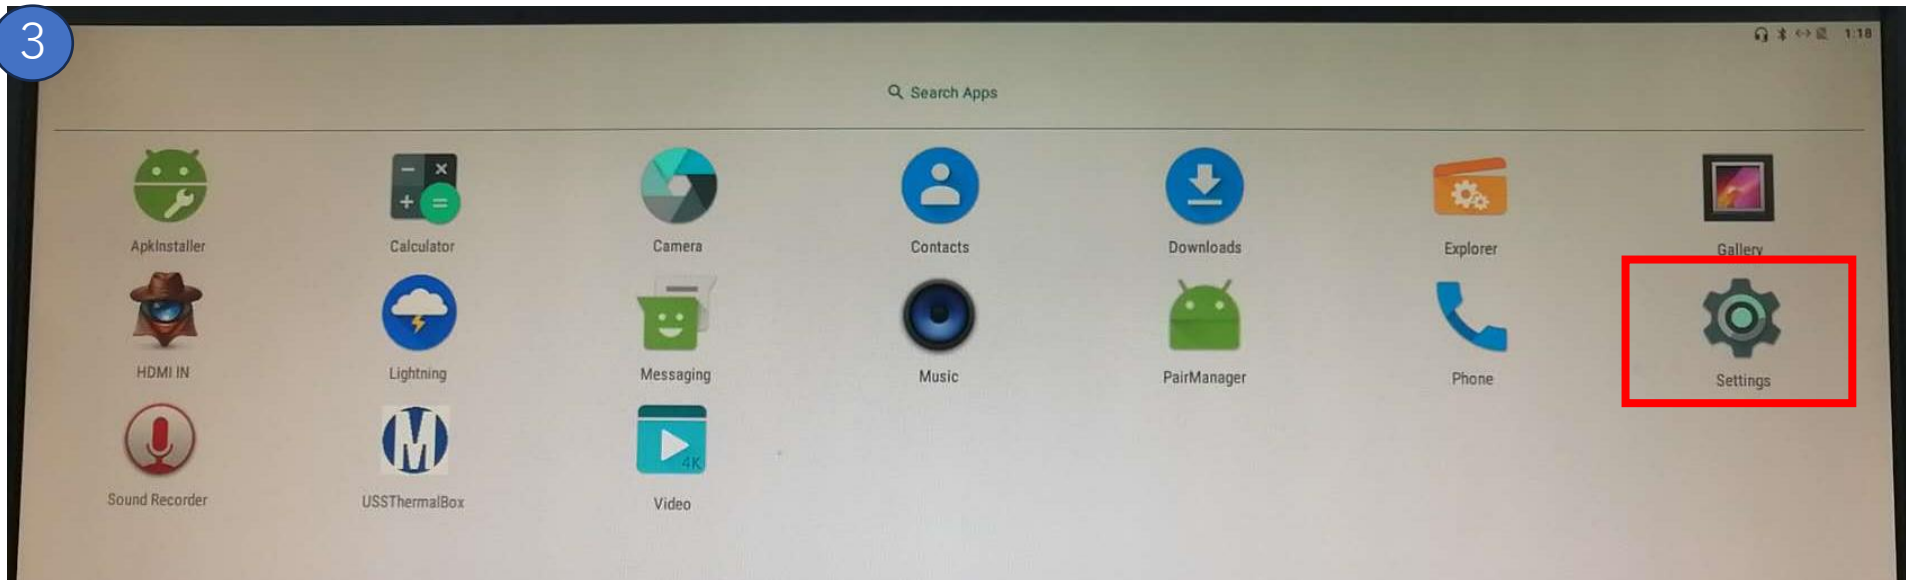 3
1:18
Search Apps
ApkInstaller
Calculator
Camera
Contacts
Downloads
Explorer
Gallery
HDMI IN
Lightning
Messaging
Music
PairManager
Phone
Settings
M
4K
Sound Recorder
USSThermalBox
Video